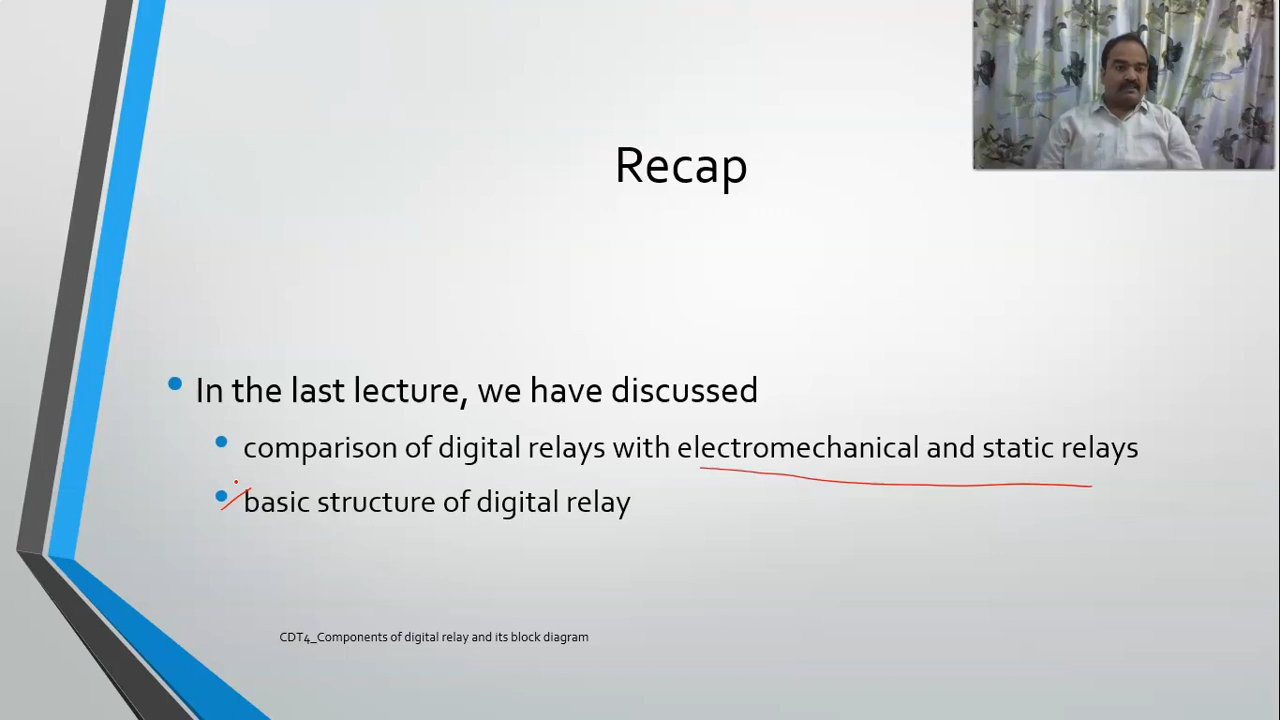 Recap
In the last lecture, we have discussed
comparison of digital relays with electromechanical and static relays
basic structure of digital relay
CDT4_Components of digital relay and its block diagram